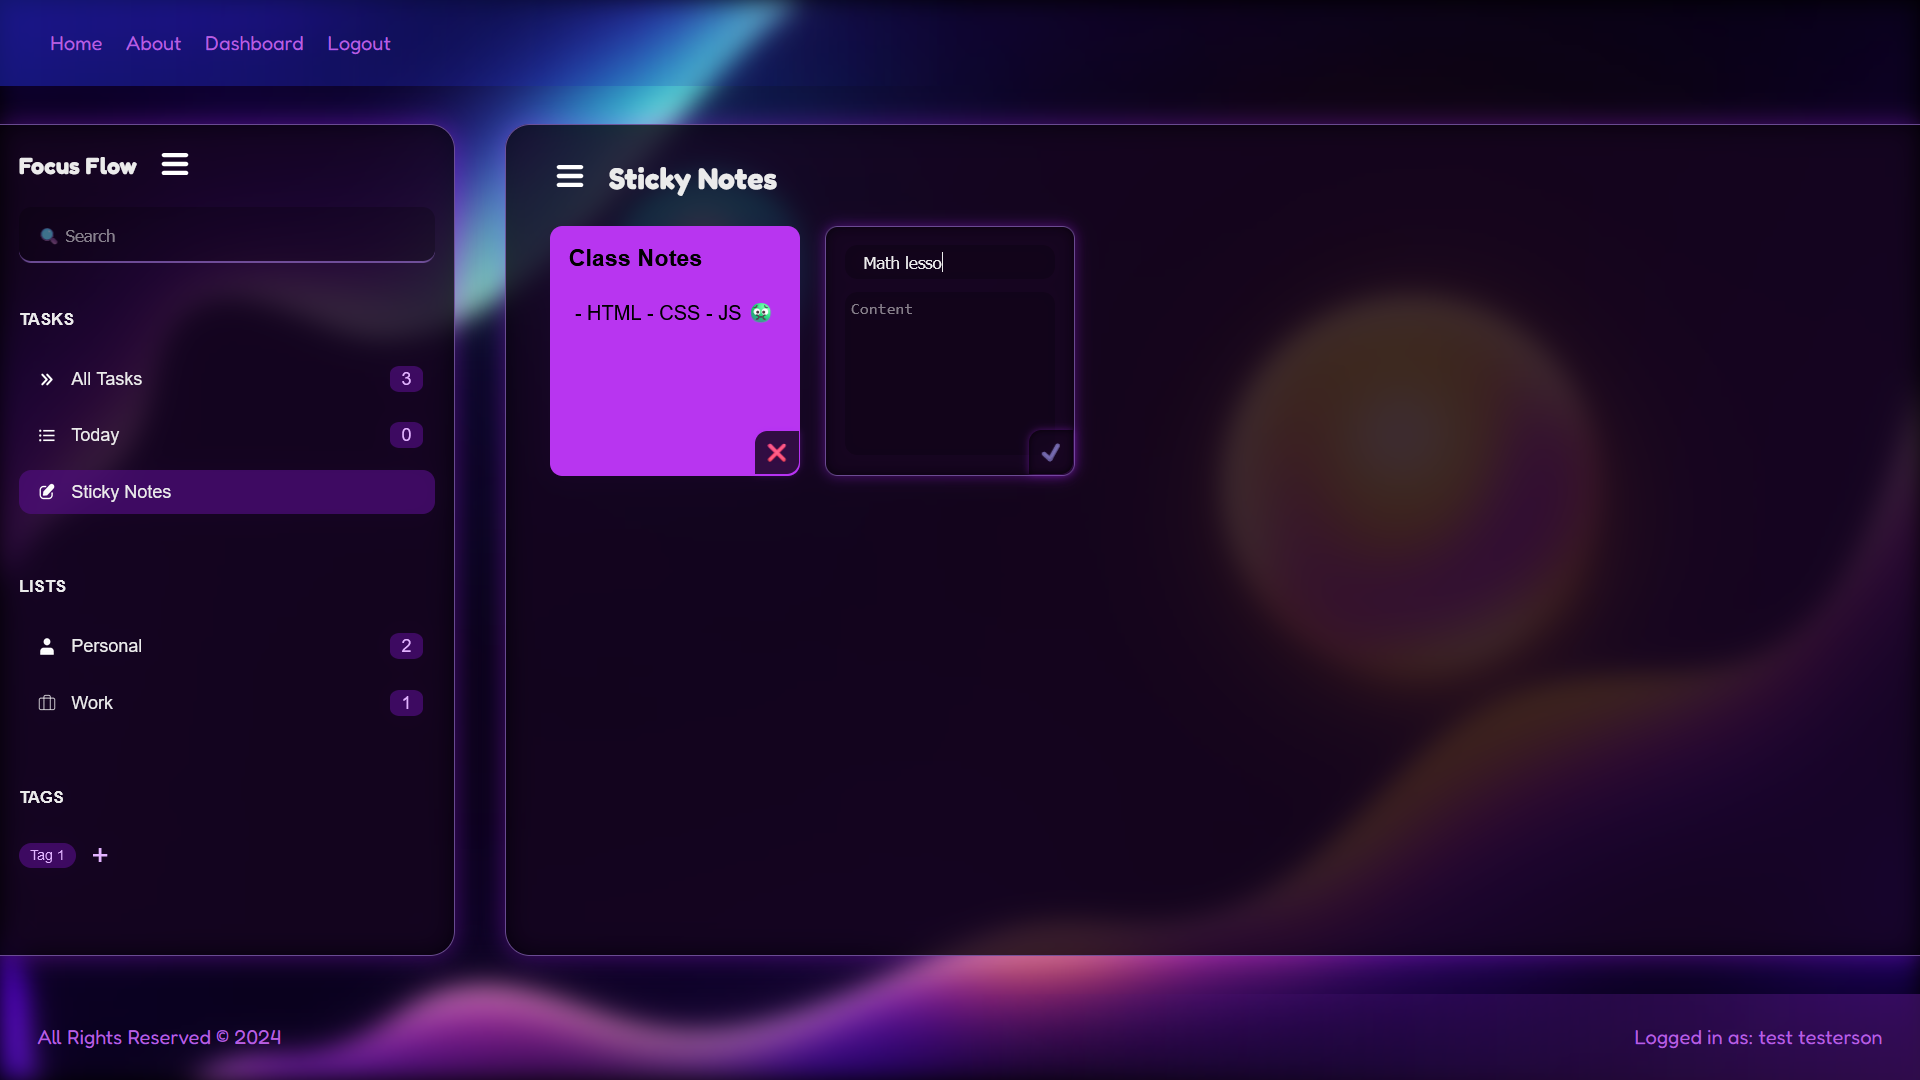 Home About Dashboard Logout
Focus Flow
Search
TASKS
All Tasks 3
Today 0
Sticky Notes
LISTS
Personal 2
Work 1
TAGS
Tag 1 +
Sticky Notes
Class Notes
- HTML - CSS - JS
Math lesso
Content
All Rights Reserved © 2024
Logged in as: test testerson